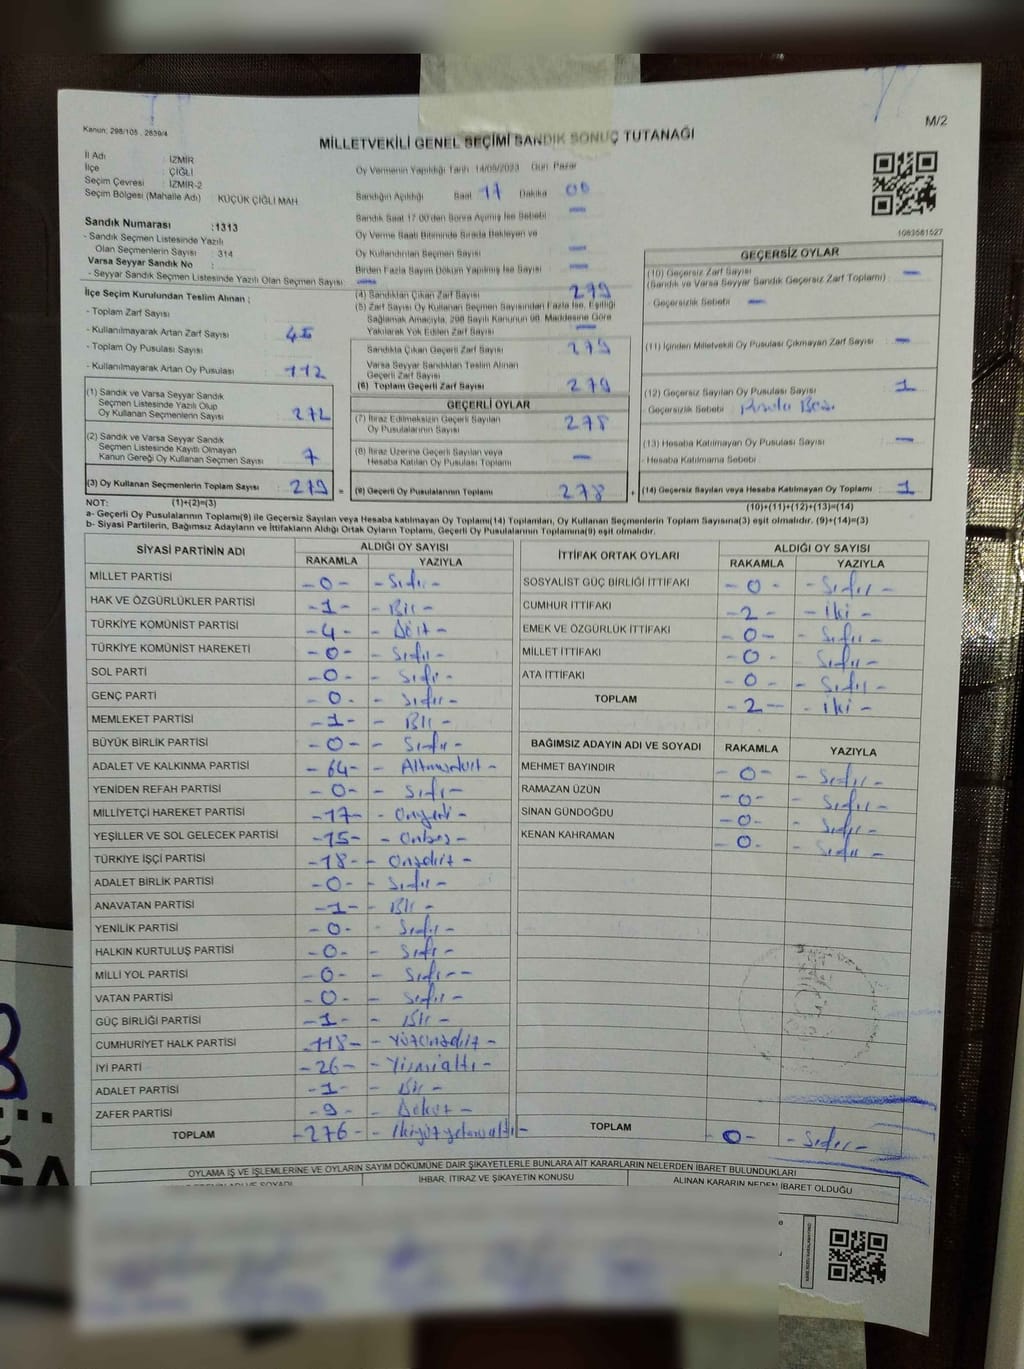 Kanun: 298/105 , 2839/4
M/2
MİLLETVEKİLİ GENEL SEÇİMİ SANDIK SONUÇ TUTANAĞI
İl Adı : İZMİR
İlçe : ÇİĞLİ
Seçim Çevresi : İZMİR-2
Seçim Bölgesi (Mahalle Adı) KÜÇÜK ÇİĞLİ MAH.
Oy Vermenin Yapıldığı Tarih 14/05/2023 Gün Pazar
Sandığın Açıldığı Saat 17 Dakika 00
Sandık Saat 17:00'den Sonra Açılmış İse Sebebi —
Oy Verme Saati Bitiminde Sırada Bekleyen ve
Oy Kullandırılan Seçmen Sayısı —
Birden Fazla Sayım Döküm Yapılmış İse Sayısı —
1083581527
Sandık Numarası :1313
- Sandık Seçmen Listesinde Yazılı
Olan Seçmenlerin Sayısı : 314
Varsa Seyyar Sandık No
- Seyyar Sandık Seçmen Listesinde Yazılı Olan Seçmen Sayısı —
İlçe Seçim Kurulundan Teslim Alınan ;
- Toplam Zarf Sayısı
- Kullanılmayarak Artan Zarf Sayısı
- Toplam Oy Pusulası Sayısı
- Kullanılmayarak Artan Oy Pusulası : 112
(1) Sandık ve Varsa Seyyar Sandık
Seçmen Listesinde Yazılı Olup
Oy Kullanan Seçmenlerin Sayısı : 272
(2) Sandık ve Varsa Seyyar Sandık
Seçmen Listesinde Kayıtlı Olmayan
Kanun Gereği Oy Kullanan Seçmen Sayısı 7
(3) Oy Kullanan Seçmenlerin Toplam Sayısı : 279 =
(4) Sandıktan Çıkan Zarf Sayısı 279
(5) Zarf Sayısı Oy Kullanan Seçmen Sayısından Fazla İse, Eşitliği
Sağlamak Amacıyla, 298 Sayılı Kanunun 98. Maddesine Göre
Yakılarak Yok Edilen Zarf Sayısı —
Sandıkta Çıkan Geçerli Zarf Sayısı 279
Varsa Seyyar Sandıktan Teslim Alınan
Geçerli Zarf Sayısı
(6) Toplam Geçerli Zarf Sayısı 279
GEÇERLİ OYLAR
(7) İtiraz Edilmeksizin Geçerli Sayılan
Oy Pusulalarının Sayısı 278
(8) İtiraz Üzerine Geçerli Sayılan veya
Hesaba Katılan Oy Pusulası Toplamı —
(9) Geçerli Oy Pusulalarının Toplamı 278 +
GEÇERSİZ OYLAR
(10) Geçersiz Zarf Sayısı —
(Sandık ve Varsa Seyyar Sandık Geçersiz Zarf Toplamı)
- Geçersizlik Sebebi —
(11) İçinden Milletvekili Oy Pusulası Çıkmayan Zarf Sayısı —
(12) Geçersiz Sayılan Oy Pusulası Sayısı : 1
- Geçersizlik Sebebi
(13) Hesaba Katılmayan Oy Pusulası Sayısı —
- Hesaba Katılmama Sebebi
(14) Geçersiz Sayılan veya Hesaba Katılmayan Oy Toplamı : 1
NOT: (1)+(2)=(3)
(10)+(11)+(12)+(13)=(14)
a- Geçerli Oy Pusulalarının Toplamı(9) ile Geçersiz Sayılan veya Hesaba katılmayan Oy Toplamı(14) Toplamları, Oy Kullanan Seçmenlerin Toplam Sayısına(3) eşit olmalıdır. (9)+(14)=(3)
b- Siyasi Partilerin, Bağımsız Adayların ve İttifakların Aldığı Ortak Oyların Toplamı, Geçerli Oy Pusulalarının Toplamına(9) eşit olmalıdır.
SİYASİ PARTİNİN ADI ALDIĞI OY SAYISI
RAKAMLA YAZIYLA
MİLLET PARTİSİ -0- -Sıfır-
HAK VE ÖZGÜRLÜKLER PARTİSİ -1- -Bir-
TÜRKİYE KOMÜNİST PARTİSİ -4- -Dört-
TÜRKİYE KOMÜNİST HAREKETİ -0- -Sıfır-
SOL PARTİ -0- -Sıfır-
GENÇ PARTİ -0- -Sıfır-
MEMLEKET PARTİSİ -1- -Bir-
BÜYÜK BİRLİK PARTİSİ -0- -Sıfır-
ADALET VE KALKINMA PARTİSİ -64- -Altmışdört-
YENİDEN REFAH PARTİSİ -0- -Sıfır-
MİLLİYETÇİ HAREKET PARTİSİ -17- -Onyedi-
YEŞİLLER VE SOL GELECEK PARTİSİ -15- -Onbeş-
TÜRKİYE İŞÇİ PARTİSİ -18- -Onsekiz-
ADALET BİRLİK PARTİSİ -0- -Sıfır-
ANAVATAN PARTİSİ -1- -Bir-
YENİLİK PARTİSİ -0- -Sıfır-
HALKIN KURTULUŞ PARTİSİ -0- -Sıfır-
MİLLİ YOL PARTİSİ -0- -Sıfır-
VATAN PARTİSİ -0- -Sıfır-
GÜÇ BİRLİĞİ PARTİSİ -1- -Bir-
CUMHURİYET HALK PARTİSİ -118- -Yüzonsekiz-
İYİ PARTİ -26- -Yirmialtı-
ADALET PARTİSİ -1- -Bir-
ZAFER PARTİSİ -9- -Dokuz-
TOPLAM -276- -İkiyüzyetmişaltı-
İTTİFAK ORTAK OYLARI ALDIĞI OY SAYISI
RAKAMLA YAZIYLA
SOSYALİST GÜÇ BİRLİĞİ İTTİFAKI -0- -Sıfır-
CUMHUR İTTİFAKI -2- -İki-
EMEK VE ÖZGÜRLÜK İTTİFAKI -0- -Sıfır-
MİLLET İTTİFAKI -0- -Sıfır-
ATA İTTİFAKI -0- -Sıfır-
TOPLAM -2- -İki-
BAĞIMSIZ ADAYIN ADI VE SOYADI RAKAMLA YAZIYLA
MEHMET BAYINDIR -0- -Sıfır-
RAMAZAN ÜZÜN -0- -Sıfır-
SİNAN GÜNDOĞDU -0- -Sıfır-
KENAN KAHRAMAN -0- -Sıfır-
TOPLAM -0- -Sıfır-
OYLAMA İŞ VE İŞLEMLERİNE VE OYLARIN SAYIM DÖKÜMÜNE DAİR ŞİKAYETLERLE BUNLARA AİT KARARLARIN NELERDEN İBARET BULUNDUKLARI
İHBAR, İTİRAZ VE ŞİKAYETİN KONUSU
ALINAN KARARIN NEDEN İBARET OLDUĞU